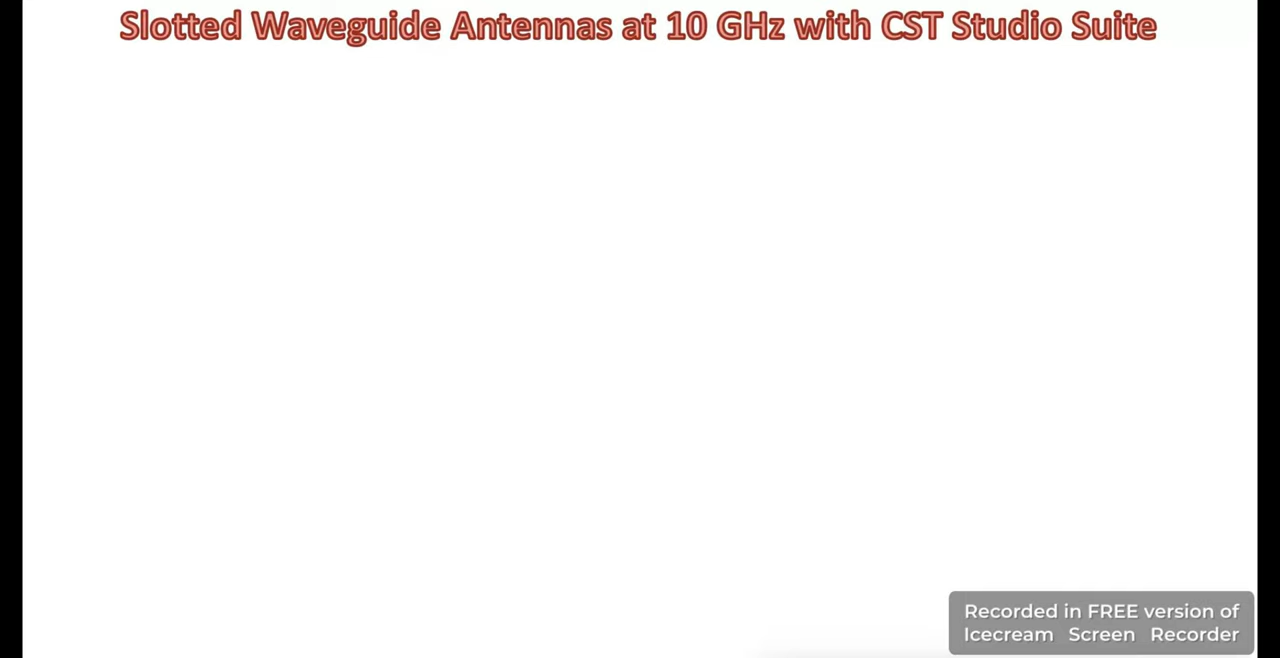 Slotted Waveguide Antennas at 10 GHz with CST Studio Suite
Recorded in FREE version of
Icecream Screen Recorder